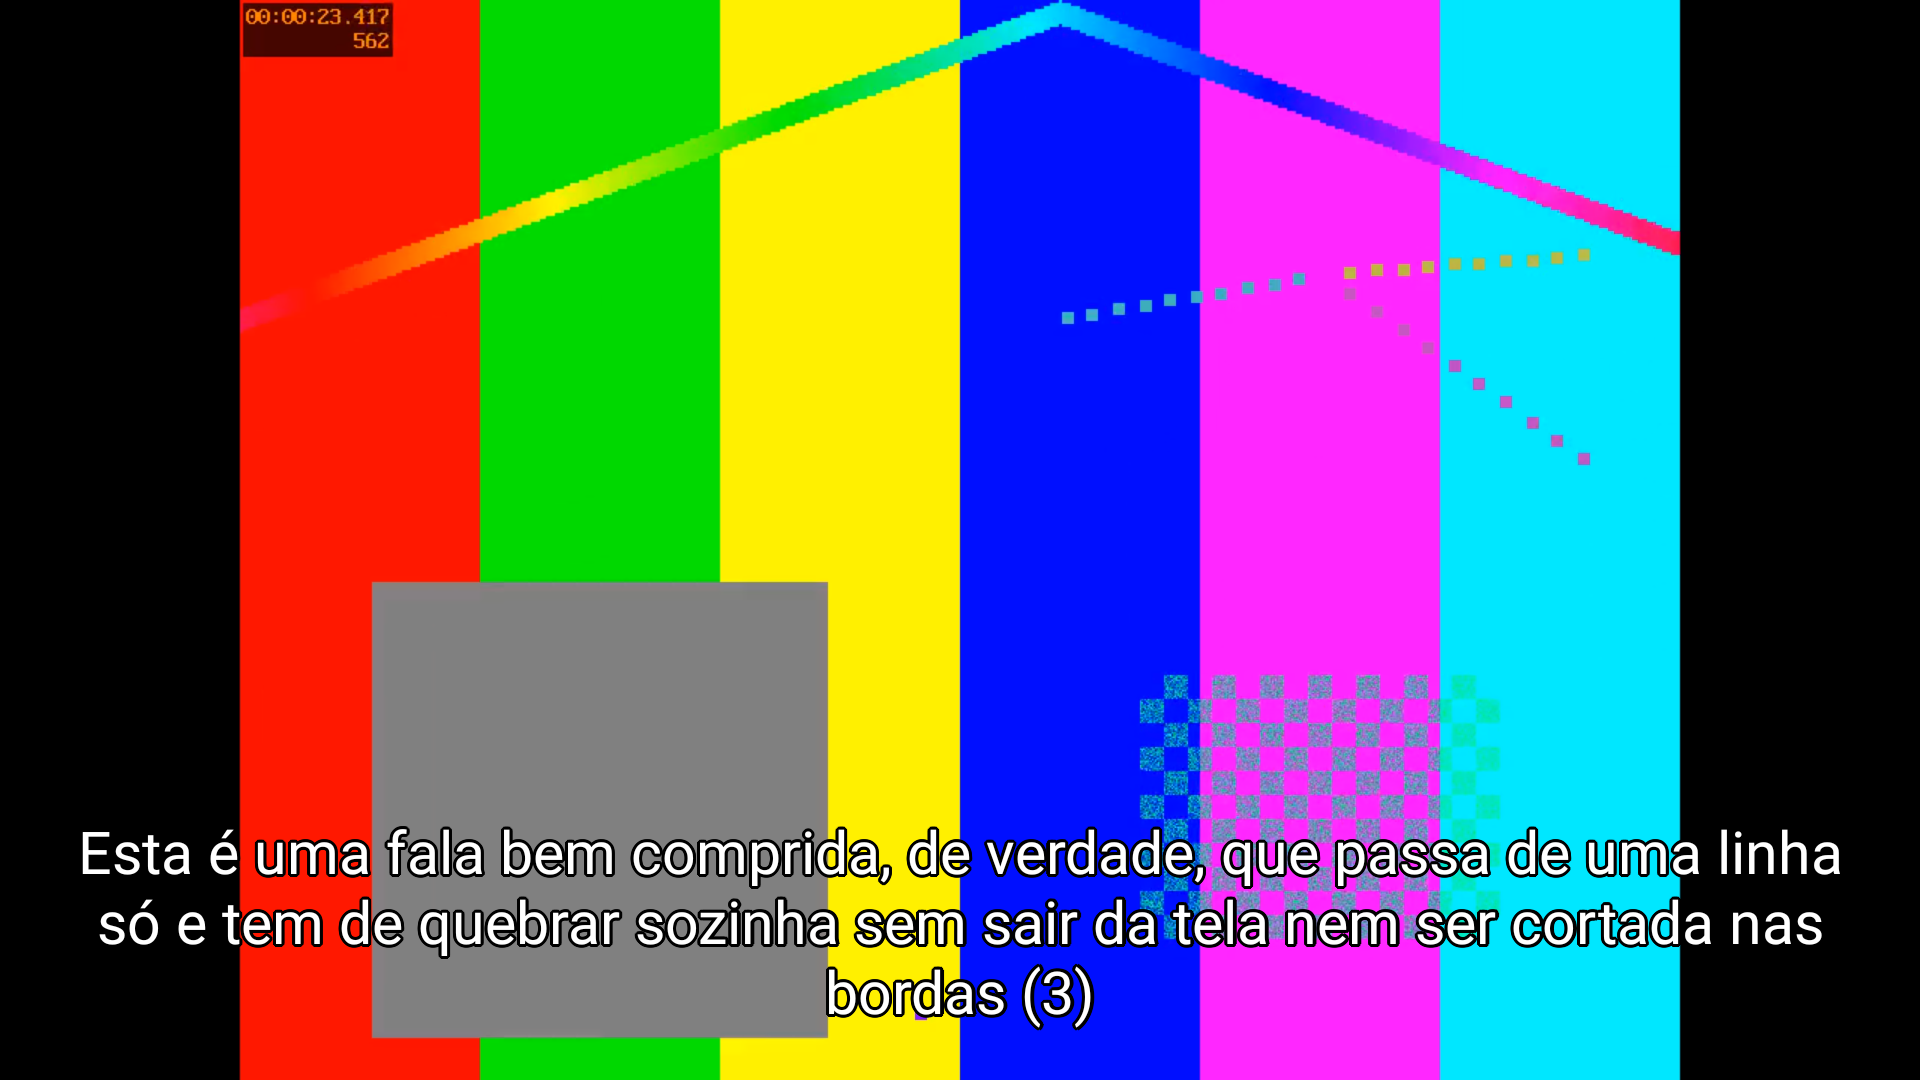 00:00:23.417
562
Esta é uma fala bem comprida, de verdade, que passa de uma linha
só e tem de quebrar sozinha sem sair da tela nem ser cortada nas
bordas (3)